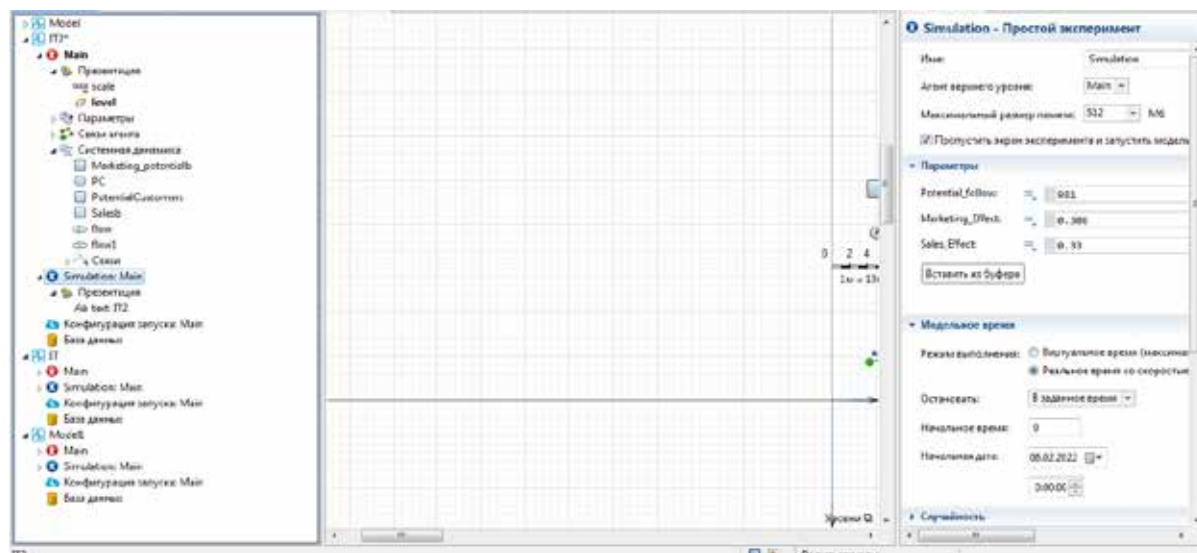 Model
IT2*
Main
Презентация
scale
level
Параметры
Связи агента
Системная динамика
Marketing_potentialb
PC
PotentialCustomers
Salesb
flow
flow1
Связи
Simulation: Main
Презентация
text: IT2
Конфигурация запуска: Main
База данных
IT
Main
Simulation: Main
Конфигурация запуска: Main
База данных
Model1
Main
Simulation: Main
Конфигурация запуска: Main
База данных
0 2 4
Simulation - Простой эксперимент
Имя: Simulation
Агент верхнего уровня: Main
Максимальный размер памяти: 512 Мб
Пропустить экран эксперимента и запустить модель
Параметры
Potential_follow:
Marketing_Effect:
Sales_Effect: 0.33
Вставить из буфера
Модельное время
Режим выполнения: Виртуальное время (максима
Реальное время со скоростью
Остановить: В заданное время
Начальное время: 0
Начальная дата: 08.02.2022
0:00:00
Случайность